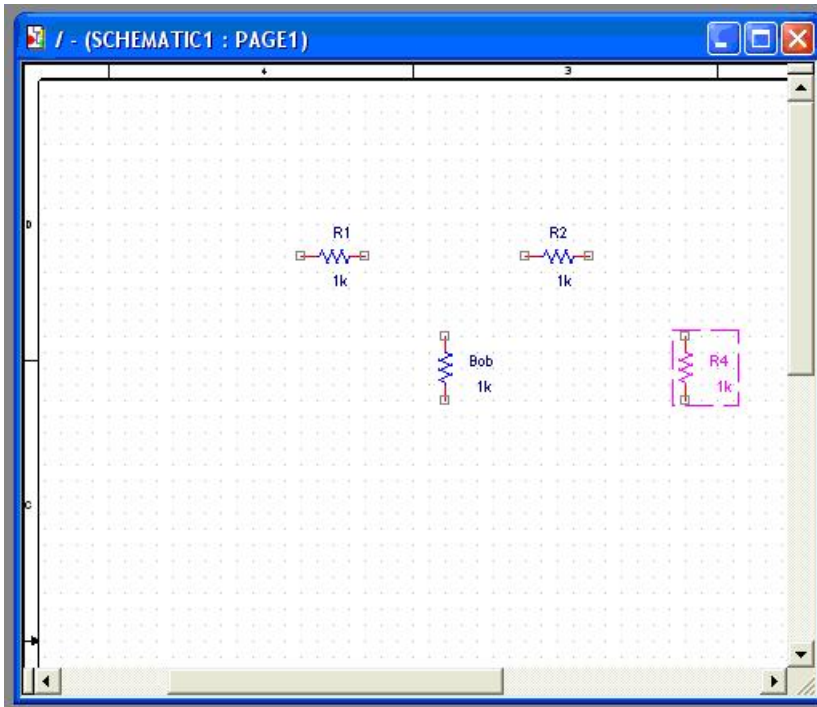 / - (SCHEMATIC1 : PAGE1)
4 3
D
R1 R2
1k 1k
Bob R4
1k 1k
C